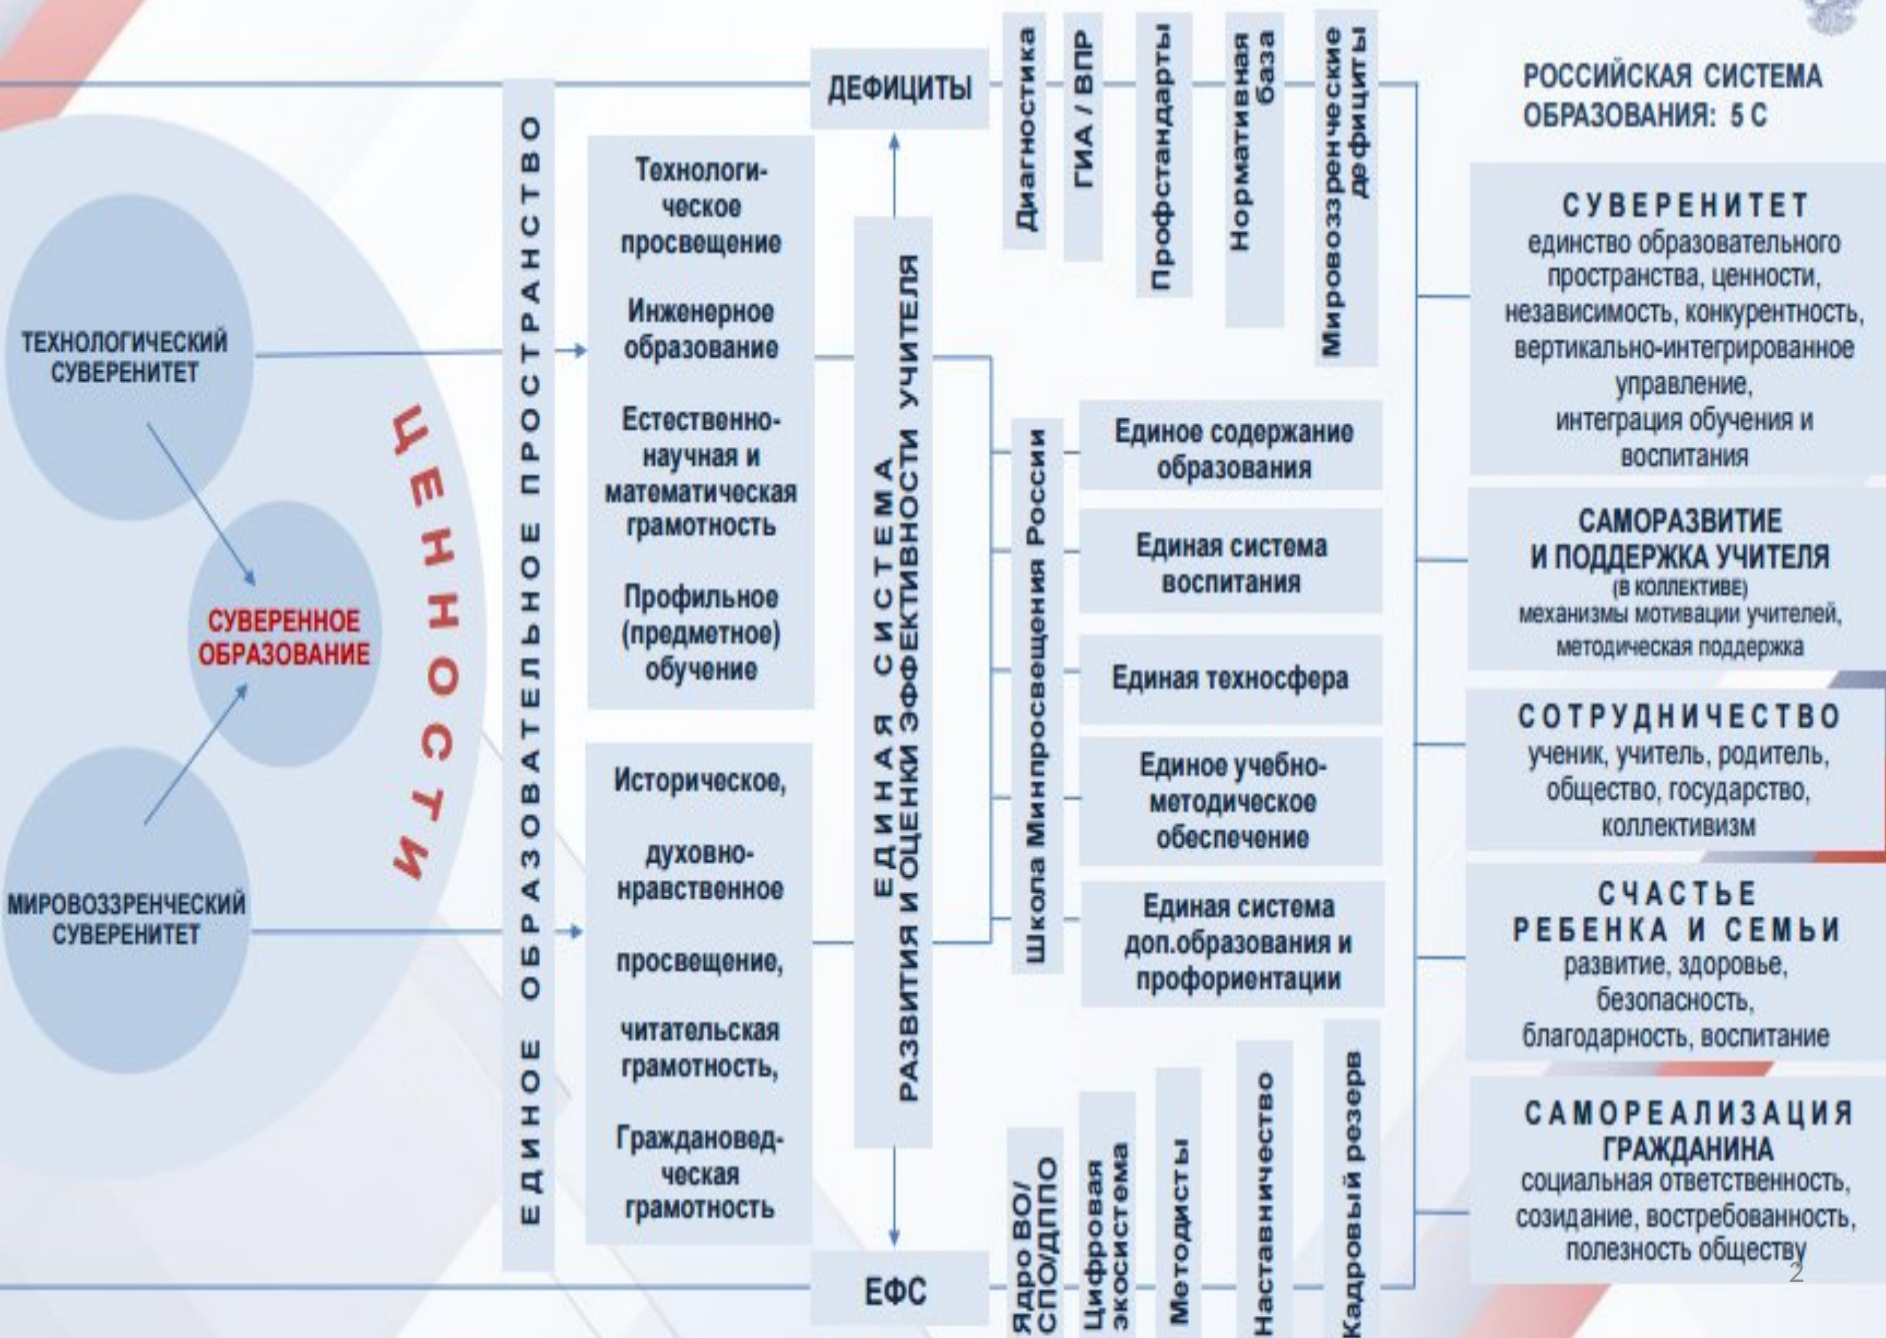 ТЕХНОЛОГИЧЕСКИЙ
СУВЕРЕНИТЕТ
СУВЕРЕННОЕ
ОБРАЗОВАНИЕ
МИРОВОЗЗРЕНЧЕСКИЙ
СУВЕРЕНИТЕТ
ЦЕННОСТИ
ЕДИНОЕ ОБРАЗОВАТЕЛЬНОЕ ПРОСТРАНСТВО
Технологи-
ческое
просвещение
Инженерное
образование
Естественно-
научная и
математическая
грамотность
Профильное
(предметное)
обучение
Историческое,
духовно-
нравственное
просвещение,
читательская
грамотность,
Граждановед-
ческая
грамотность
ДЕФИЦИТЫ
ЕДИНАЯ СИСТЕМА
РАЗВИТИЯ И ОЦЕНКИ ЭФФЕКТИВНОСТИ УЧИТЕЛЯ
ЕФС
Диагностика
ГИА / ВПР
Профстандарты
Нормативная
база
Мировоззренческие
дефициты
Школа Минпросвещения России
Единое содержание
образования
Единая система
воспитания
Единая техносфера
Единое учебно-
методическое
обеспечение
Единая система
доп.образования и
профориентации
Ядро ВО/
СПО/ДППО
Цифровая
экосистема
Методисты
Наставничество
Кадровый резерв
РОССИЙСКАЯ СИСТЕМА
ОБРАЗОВАНИЯ: 5 С
СУВЕРЕНИТЕТ
единство образовательного
пространства, ценности,
независимость, конкурентность,
вертикально-интегрированное
управление,
интеграция обучения и
воспитания
САМОРАЗВИТИЕ
И ПОДДЕРЖКА УЧИТЕЛЯ
(В КОЛЛЕКТИВЕ)
механизмы мотивации учителей,
методическая поддержка
СОТРУДНИЧЕСТВО
ученик, учитель, родитель,
общество, государство,
коллективизм
СЧАСТЬЕ
РЕБЕНКА И СЕМЬИ
развитие, здоровье,
безопасность,
благодарность, воспитание
САМОРЕАЛИЗАЦИЯ
ГРАЖДАНИНА
социальная ответственность,
созидание, востребованность,
полезность обществу
2